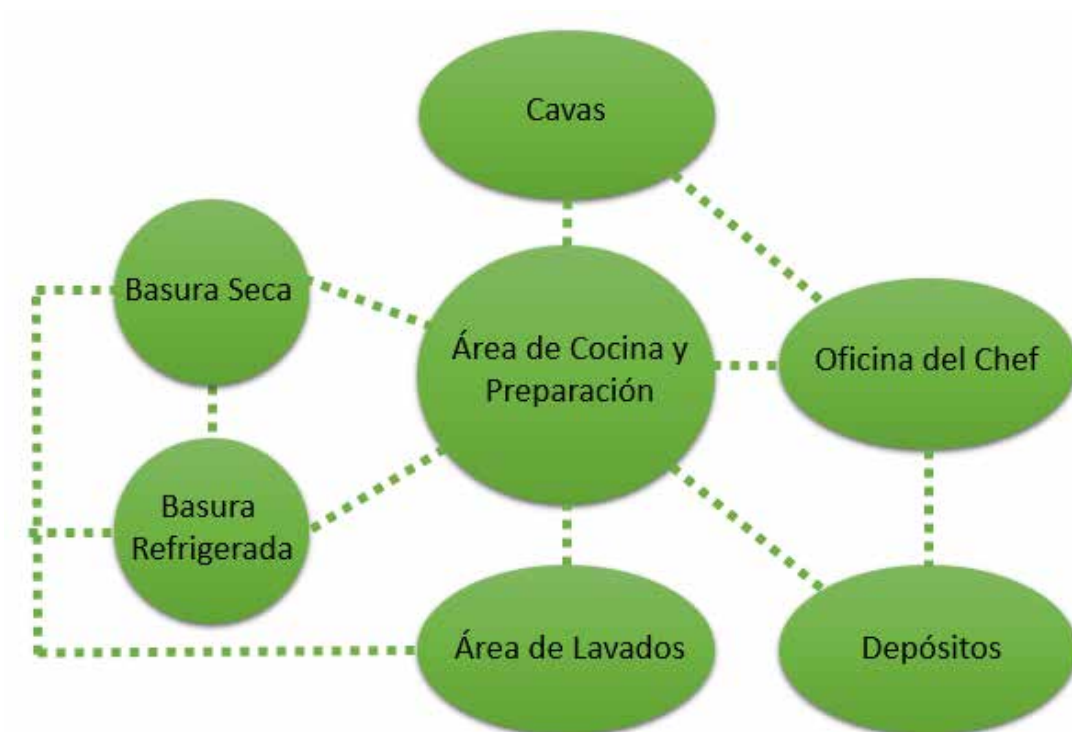 Cavas
Basura Seca
Área de Cocina y
Preparación
Oficina del Chef
Basura
Refrigerada
Área de Lavados
Depósitos